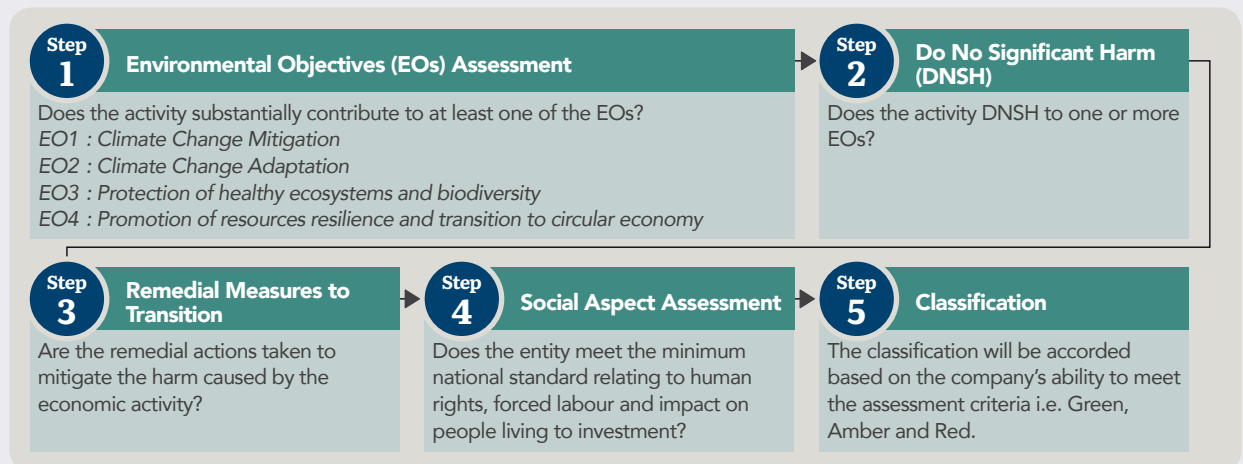 Step
1
Environmental Objectives (EOs) Assessment
Does the activity substantially contribute to at least one of the EOs?
EO1 : Climate Change Mitigation
EO2 : Climate Change Adaptation
EO3 : Protection of healthy ecosystems and biodiversity
EO4 : Promotion of resources resilience and transition to circular economy
Step
2
Do No Significant Harm
(DNSH)
Does the activity DNSH to one or more
EOs?
Step
3
Remedial Measures to
Transition
Are the remedial actions taken to
mitigate the harm caused by the
economic activity?
Step
4
Social Aspect Assessment
Does the entity meet the minimum
national standard relating to human
rights, forced labour and impact on
people living to investment?
Step
5
Classification
The classification will be accorded
based on the company’s ability to meet
the assessment criteria i.e. Green,
Amber and Red.